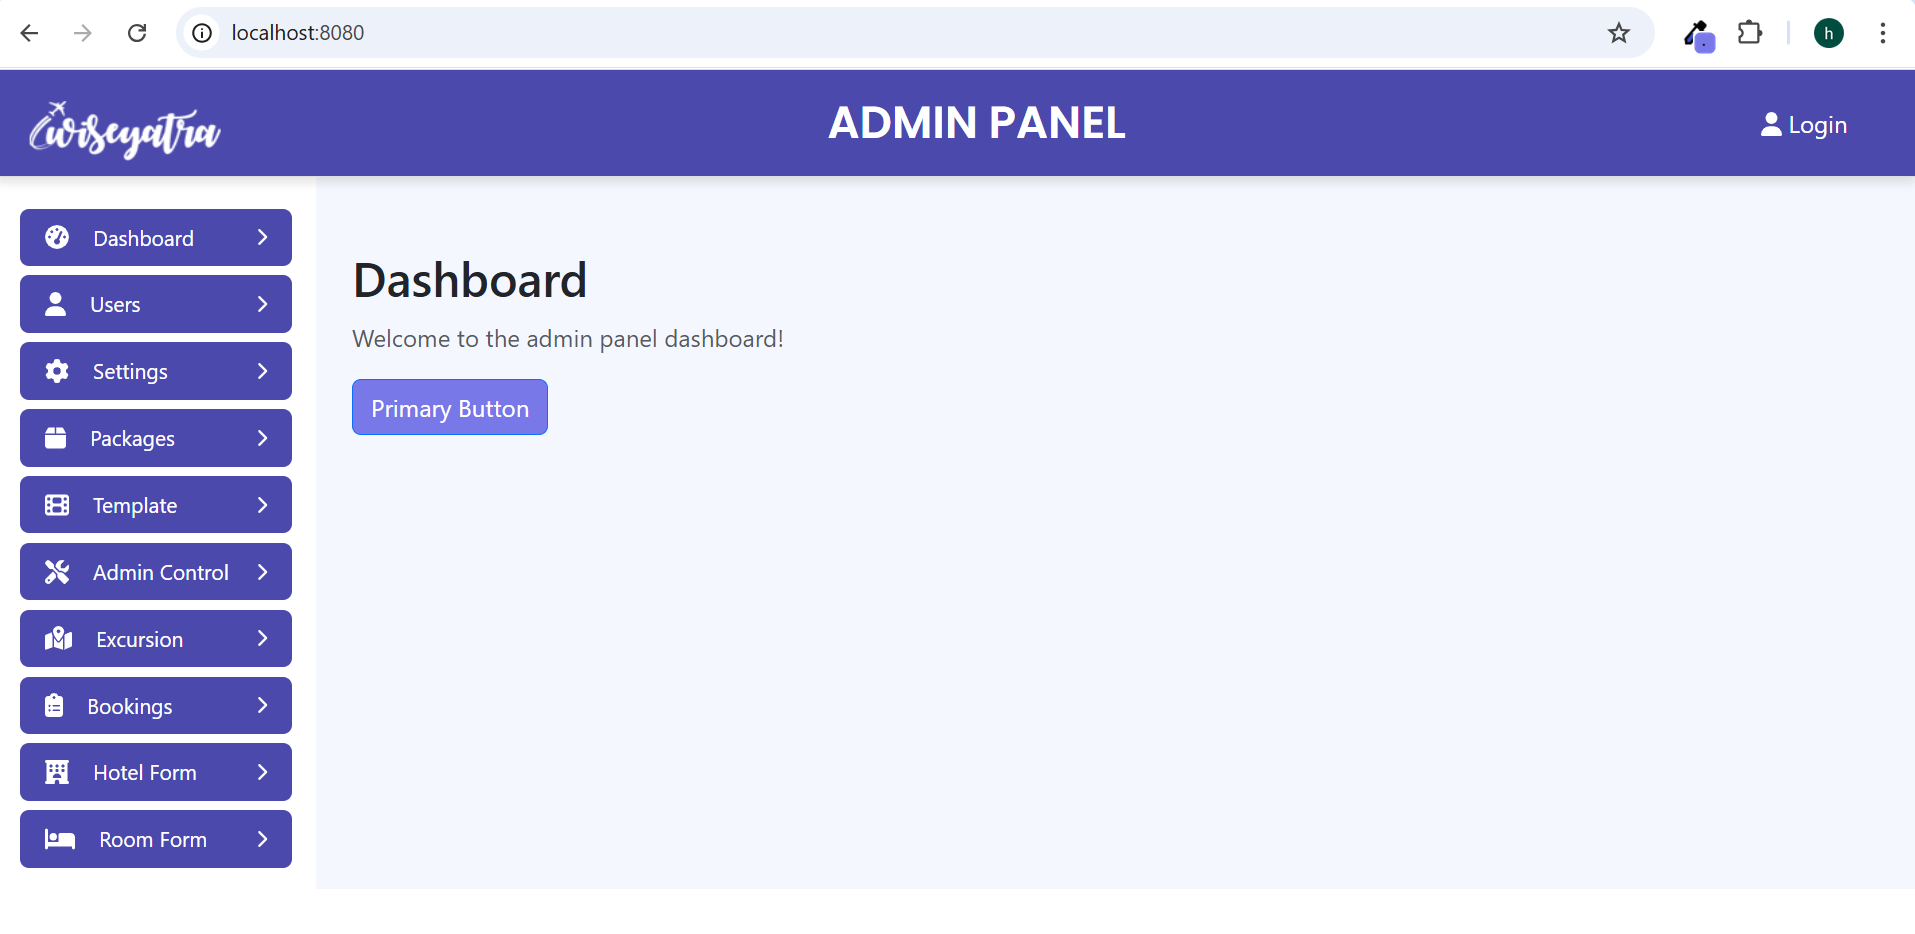 localhost:8080
wiseyatra
ADMIN PANEL
Login
Dashboard
Users
Settings
Packages
Template
Admin Control
Excursion
Bookings
Hotel Form
Room Form
Dashboard
Welcome to the admin panel dashboard!
Primary Button
h